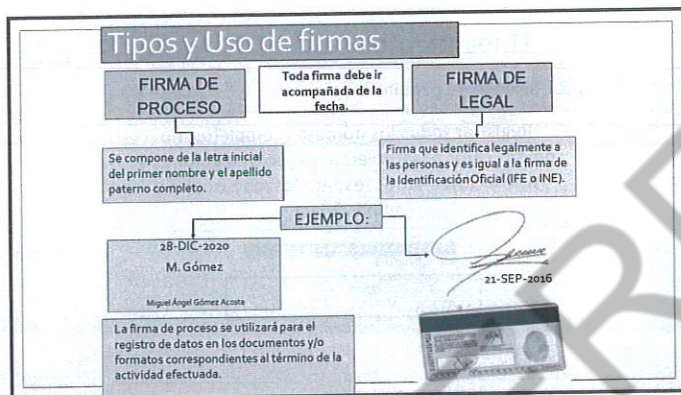 Tipos y Uso de firmas
FIRMA DE
PROCESO
Toda firma debe ir
acompañada de la
fecha.
FIRMA DE
LEGAL
Se compone de la letra inicial
del primer nombre y el apellido
paterno completo.
Firma que identifica legalmente a
las personas y es igual a la firma de
la Identificación Oficial (IFE o INE).
EJEMPLO:
28-DIC-2020
M. Gómez
Miguel Ángel Gómez Acosta
21-SEP-2016
La firma de proceso se utilizará para el
registro de datos en los documentos y/o
formatos correspondientes al término de la
actividad efectuada.